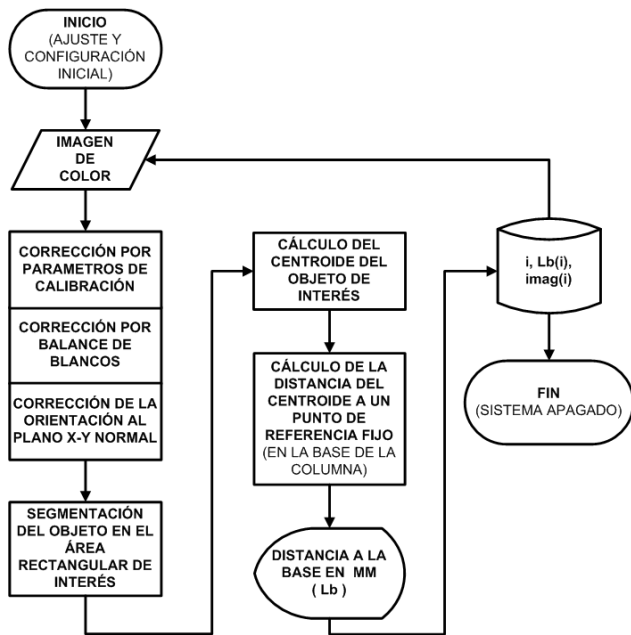 INICIO
(AJUSTE Y
CONFIGURACIÓN
INICIAL)
IMAGEN
DE
COLOR
CORRECCIÓN POR
PARAMETROS DE
CALIBRACIÓN
CORRECCIÓN POR
BALANCE DE
BLANCOS
CORRECCIÓN DE LA
ORIENTACIÓN AL
PLANO X-Y NORMAL
SEGMENTACIÓN
DEL OBJETO EN EL
ÁREA
RECTANGULAR DE
INTERÉS
CÁLCULO DEL
CENTROIDE DEL
OBJETO DE
INTERÉS
CÁLCULO DE LA
DISTANCIA DEL
CENTROIDE A UN
PUNTO DE
REFERENCIA FIJO
(EN LA BASE DE LA
COLUMNA)
DISTANCIA A LA
BASE EN MM
( Lb )
i, Lb(i),
imag(i)
FIN
(SISTEMA APAGADO)